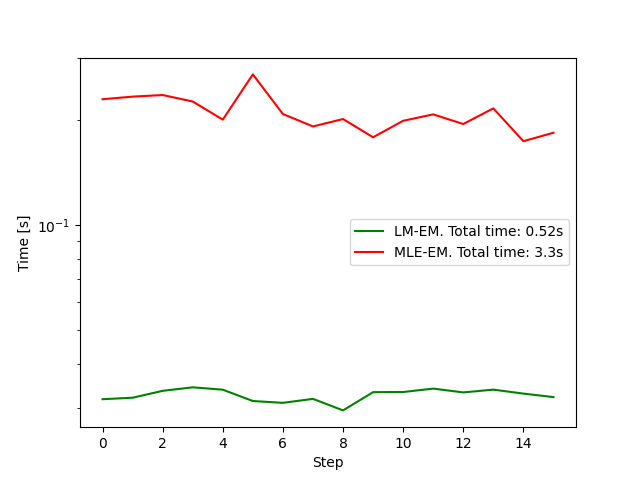 Time [s]
10⁻¹
LM-EM. Total time: 0.52s
MLE-EM. Total time: 3.3s
0 2 4 6 8 10 12 14
Step